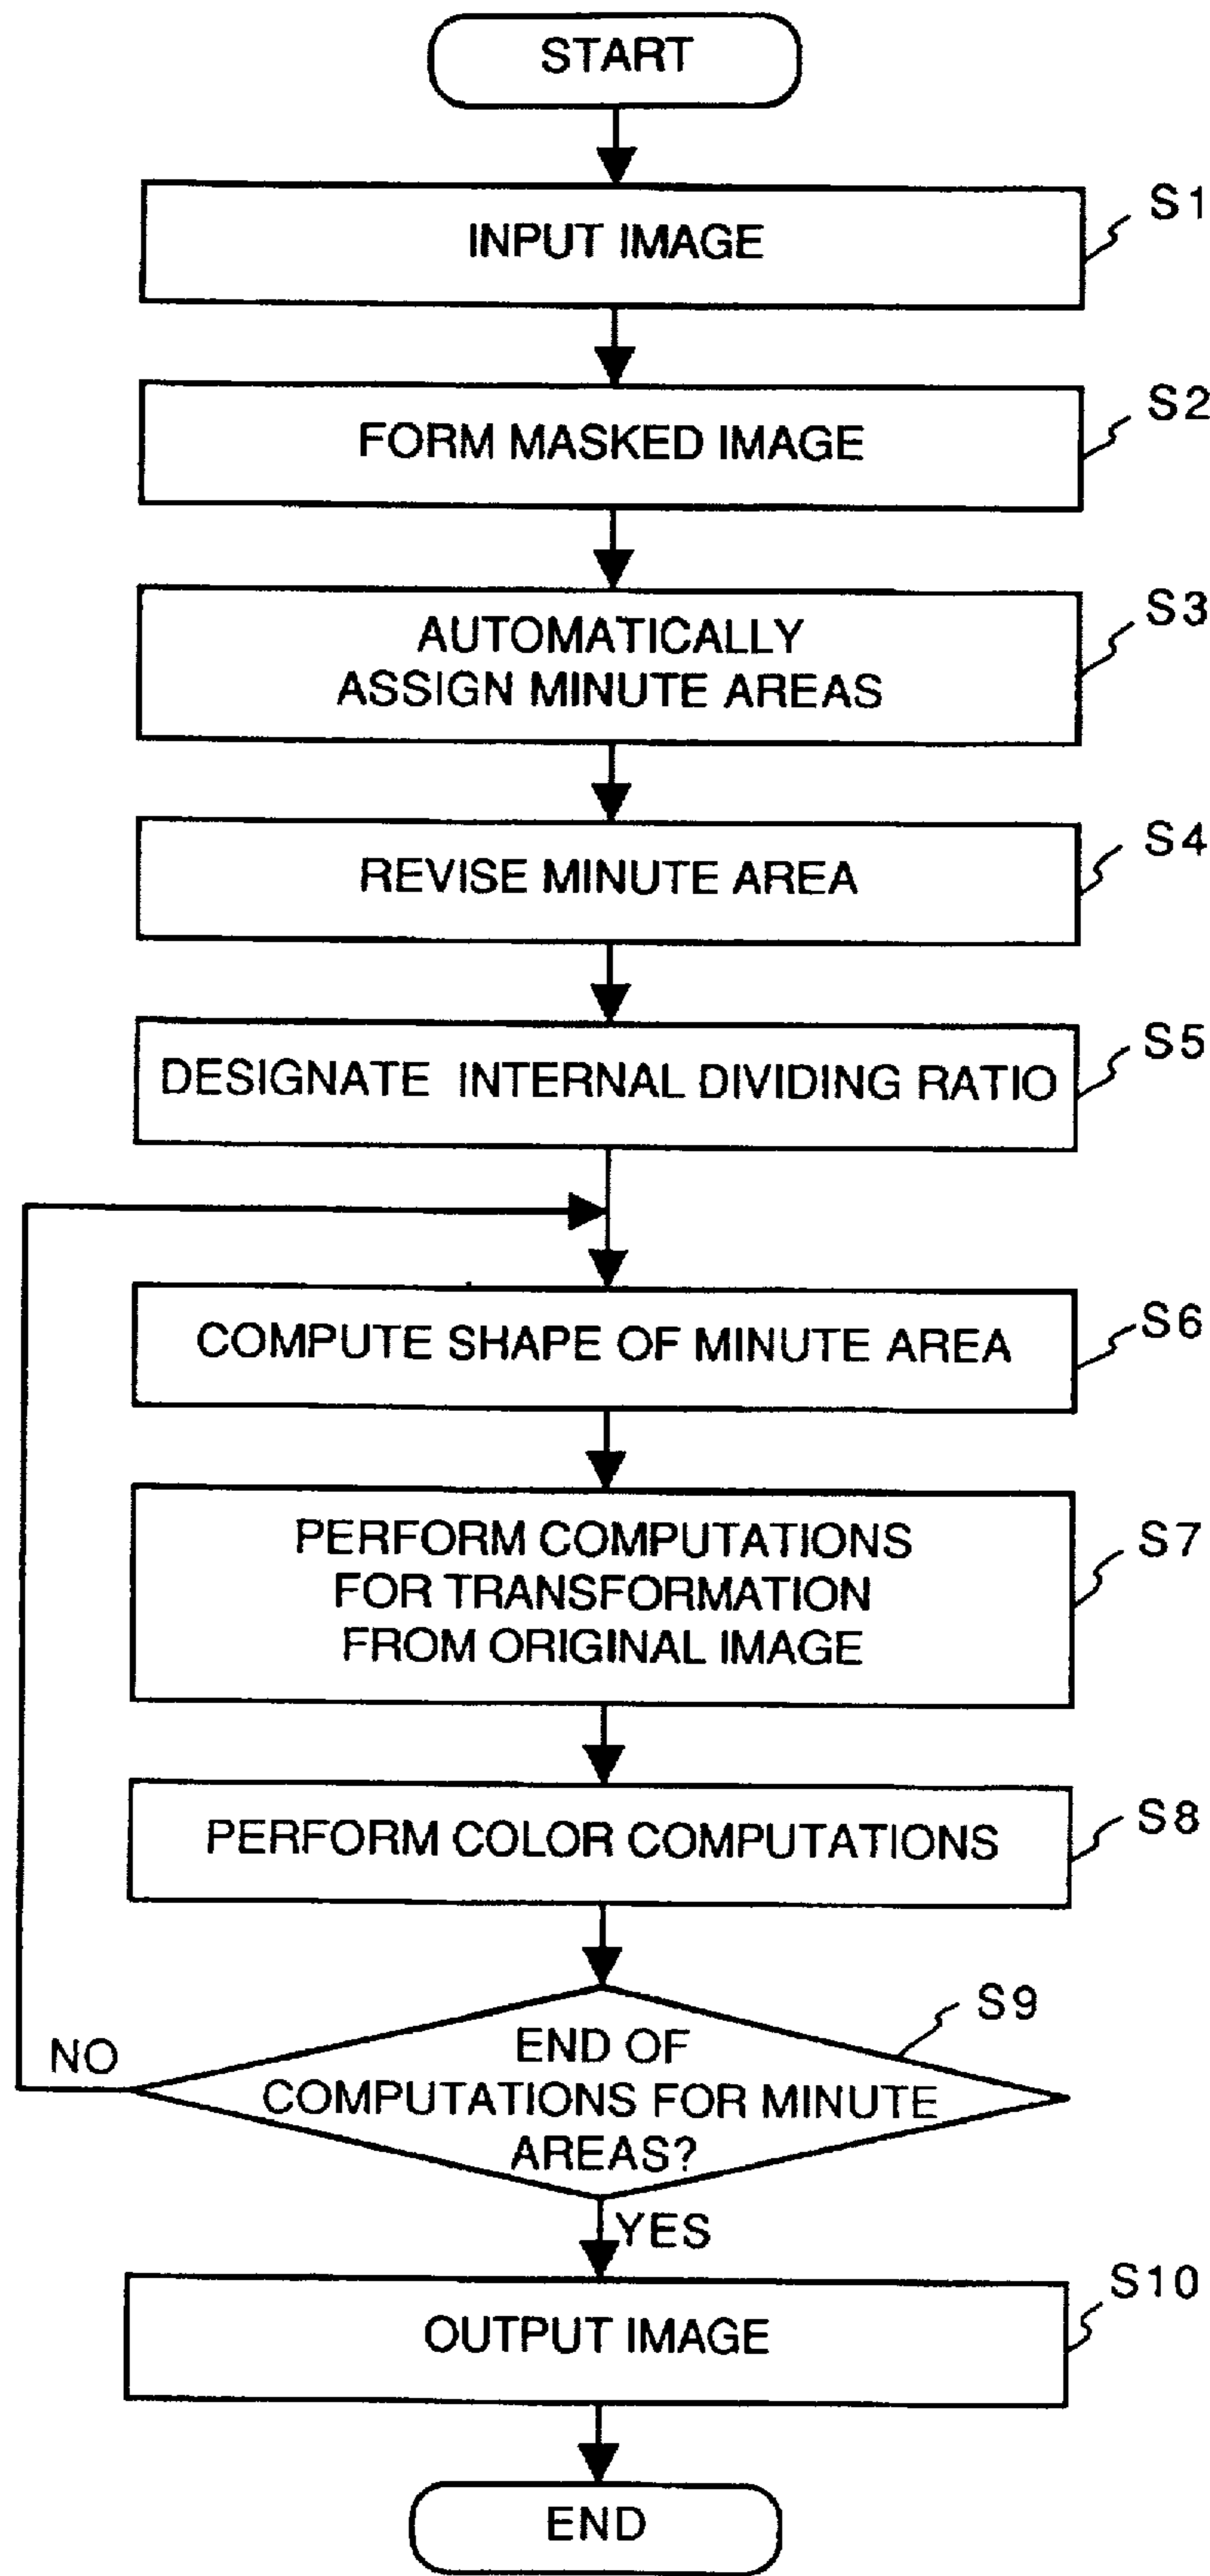 START
INPUT IMAGE
S1
FORM MASKED IMAGE
S2
AUTOMATICALLY
ASSIGN MINUTE AREAS
S3
REVISE MINUTE AREA
S4
DESIGNATE INTERNAL DIVIDING RATIO
S5
COMPUTE SHAPE OF MINUTE AREA
S6
PERFORM COMPUTATIONS
FOR TRANSFORMATION
FROM ORIGINAL IMAGE
S7
PERFORM COLOR COMPUTATIONS
S8
S9
NO
END OF
COMPUTATIONS FOR MINUTE
AREAS?
YES
OUTPUT IMAGE
S10
END